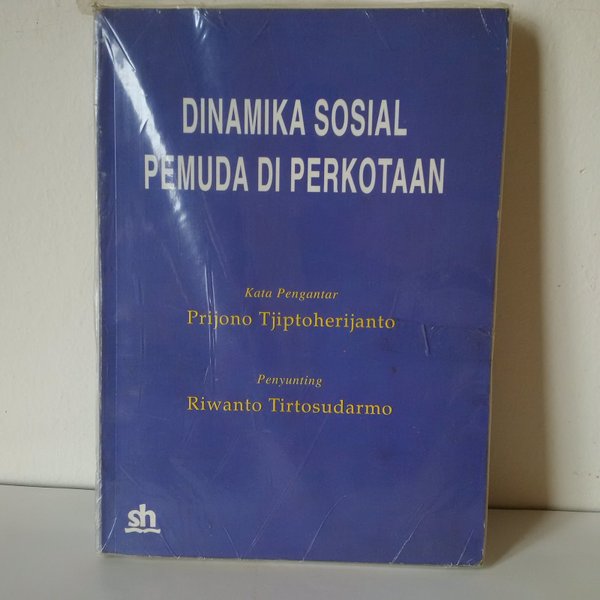 DINAMIKA SOSIAL
PEMUDA DI PERKOTAAN
Kata Pengantar
Prijono Tjiptoherijanto
Penyunting
Riwanto Tirtosudarmo
sh